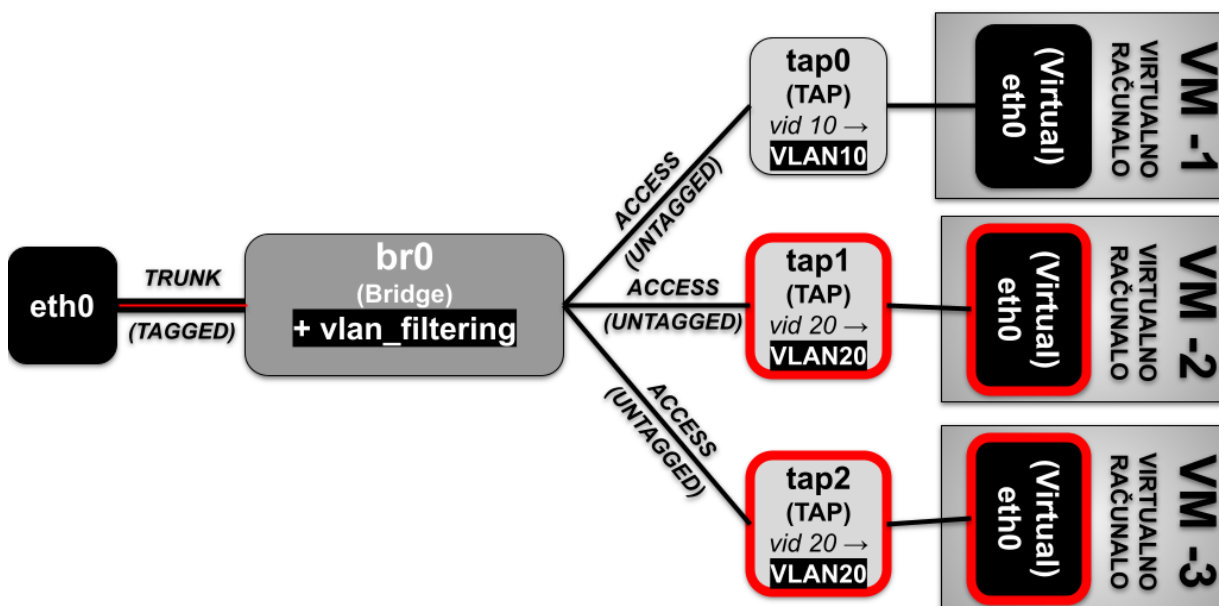 eth0
TRUNK
(TAGGED)
br0
(Bridge)
+ vlan_filtering
ACCESS
(UNTAGGED)
tap0
(TAP)
vid 10 →
VLAN10
(Virtual)
eth0
VIRTUALNO
RAČUNALO
VM -1
ACCESS
(UNTAGGED)
tap1
(TAP)
vid 20 →
VLAN20
(Virtual)
eth0
VIRTUALNO
RAČUNALO
VM -2
ACCESS
(UNTAGGED)
tap2
(TAP)
vid 20 →
VLAN20
(Virtual)
eth0
VIRTUALNO
RAČUNALO
VM -3